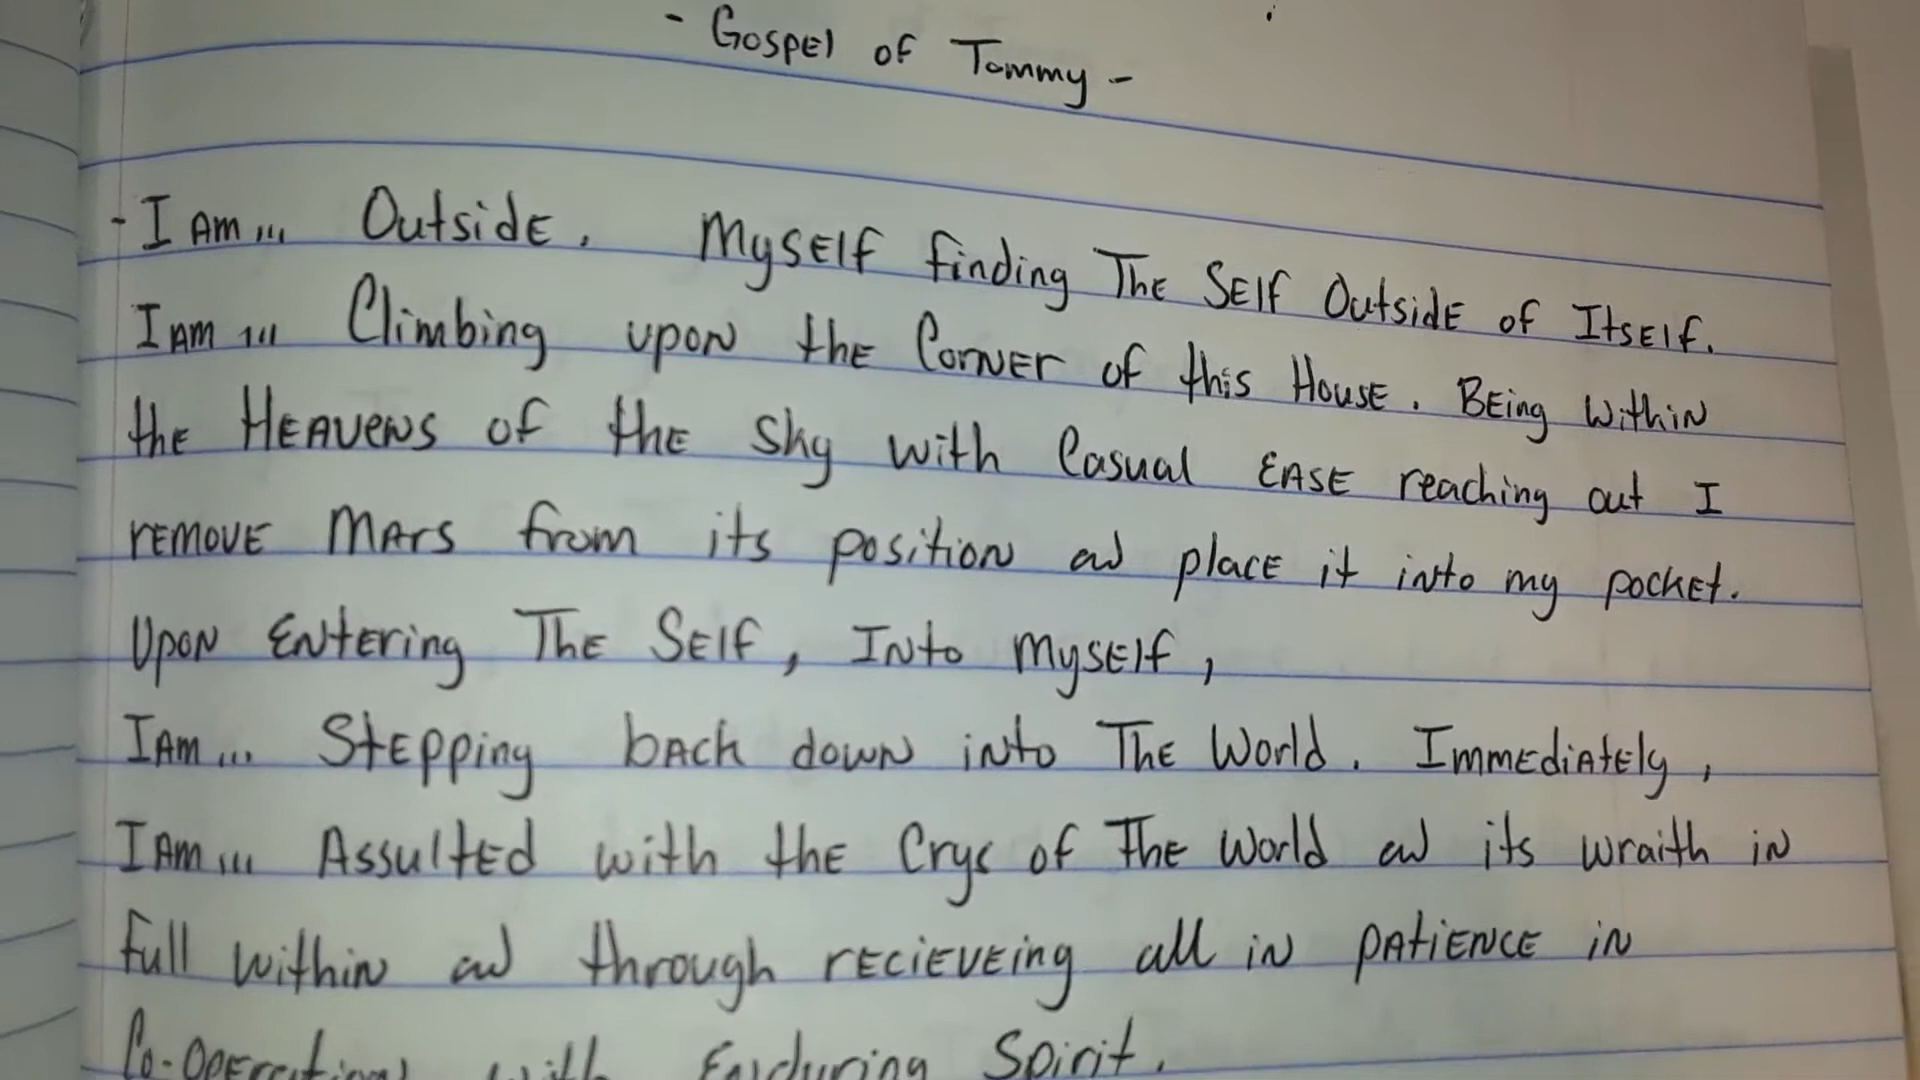 - Gospel of Tommy -
- I Am... Outside. Myself finding The Self Outside of Itself.
I Am... Climbing upon the Corner of this House. Being within
the Heavens of the Sky with Casual Ease reaching out I
remove Mars from its position and place it into my pocket.
Upon Entering The Self, Into Myself,
I Am... Stepping back down into The World. Immediately,
I Am... Assulted with the Crys of The World and its wraith in
full within and through recieveing all in patience in
Co-Operation with Enduring Spirit.